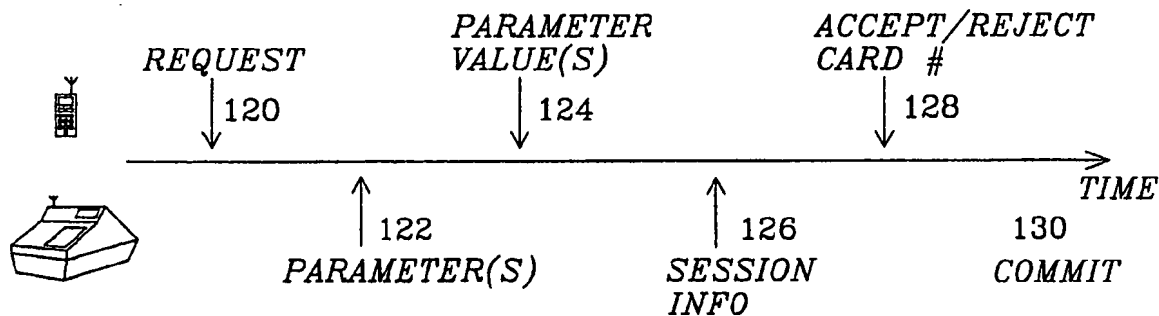 REQUEST
120
PARAMETER
VALUE(S)
124
ACCEPT/REJECT
CARD #
128
TIME
122
PARAMETER(S)
126
SESSION
INFO
130
COMMIT